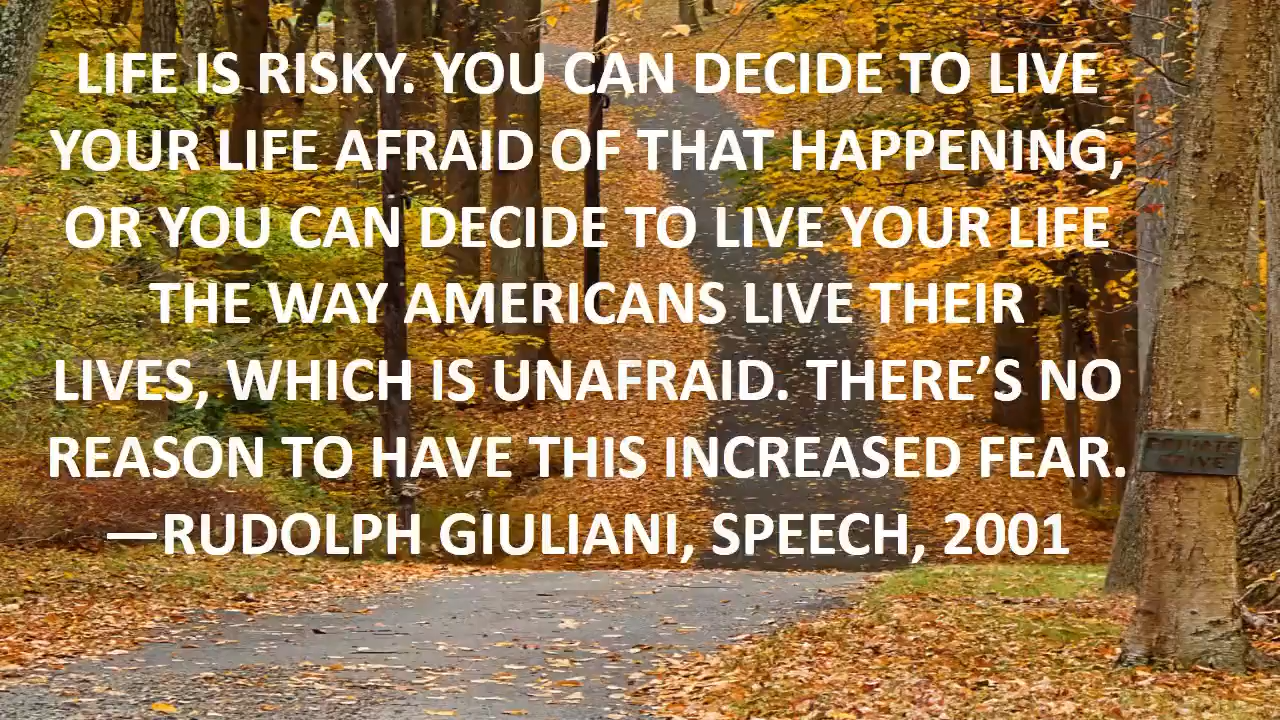 LIFE IS RISKY. YOU CAN DECIDE TO LIVE
YOUR LIFE AFRAID OF THAT HAPPENING,
OR YOU CAN DECIDE TO LIVE YOUR LIFE
THE WAY AMERICANS LIVE THEIR
LIVES, WHICH IS UNAFRAID. THERE’S NO
REASON TO HAVE THIS INCREASED FEAR.
—RUDOLPH GIULIANI, SPEECH, 2001